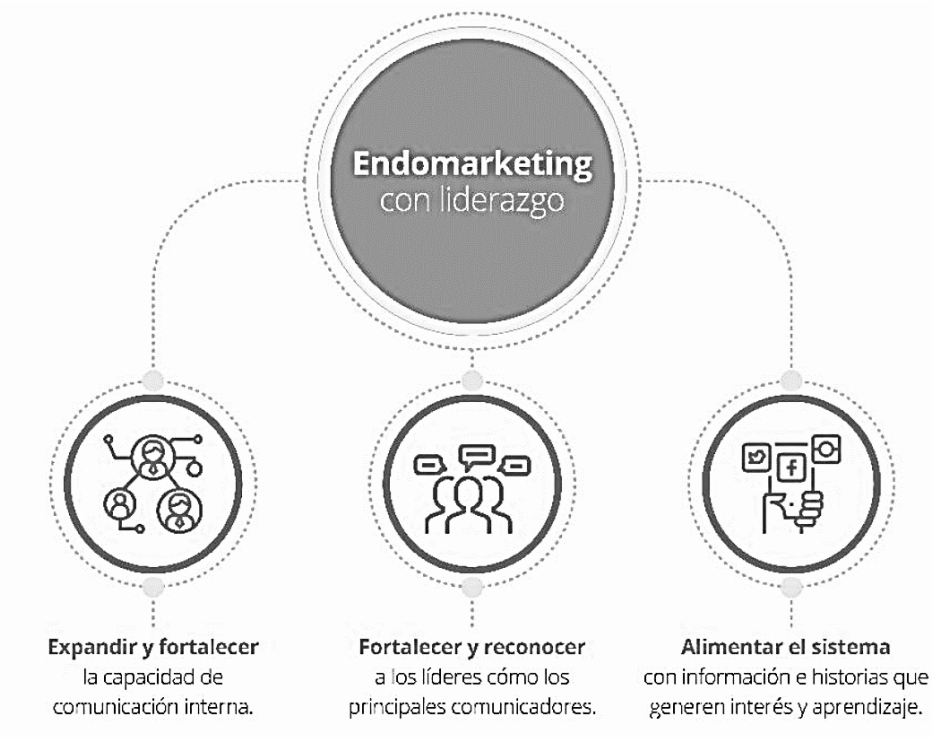 Endomarketing
con liderazgo
Expandir y fortalecer
la capacidad de
comunicación interna.
Fortalecer y reconocer
a los líderes cómo los
principales comunicadores.
Alimentar el sistema
con información e historias que
generen interés y aprendizaje.